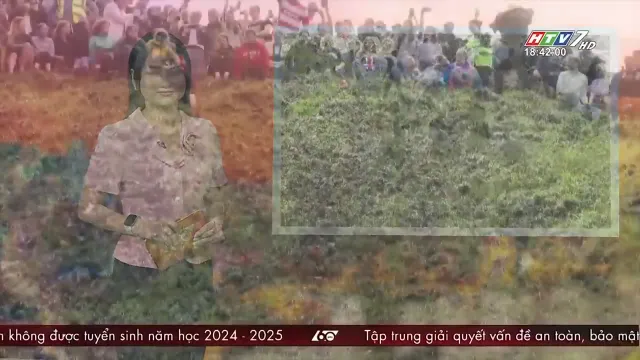 HTV7 HD
18:42:00
không được tuyển sinh năm học 2024 - 2025 60 Tập trung giải quyết vấn đề an toàn, bảo mật